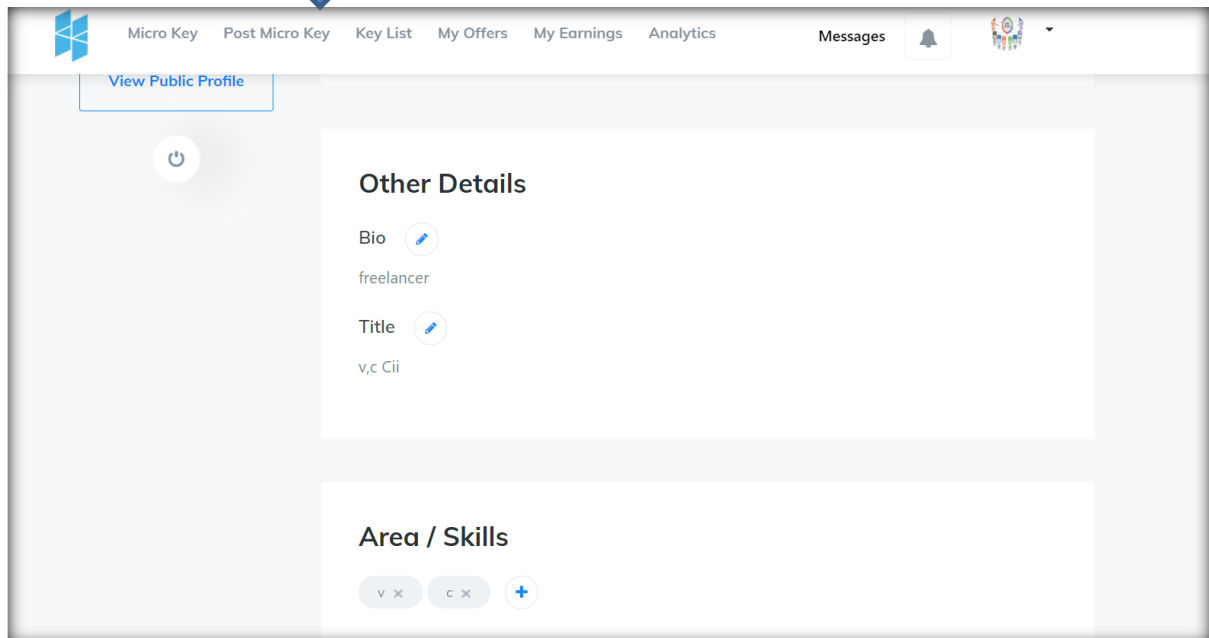 Micro Key Post Micro Key Key List My Offers My Earnings Analytics Messages
View Public Profile
Other Details
Bio
freelancer
Title
v,c Cii
Area / Skills
v × c × +